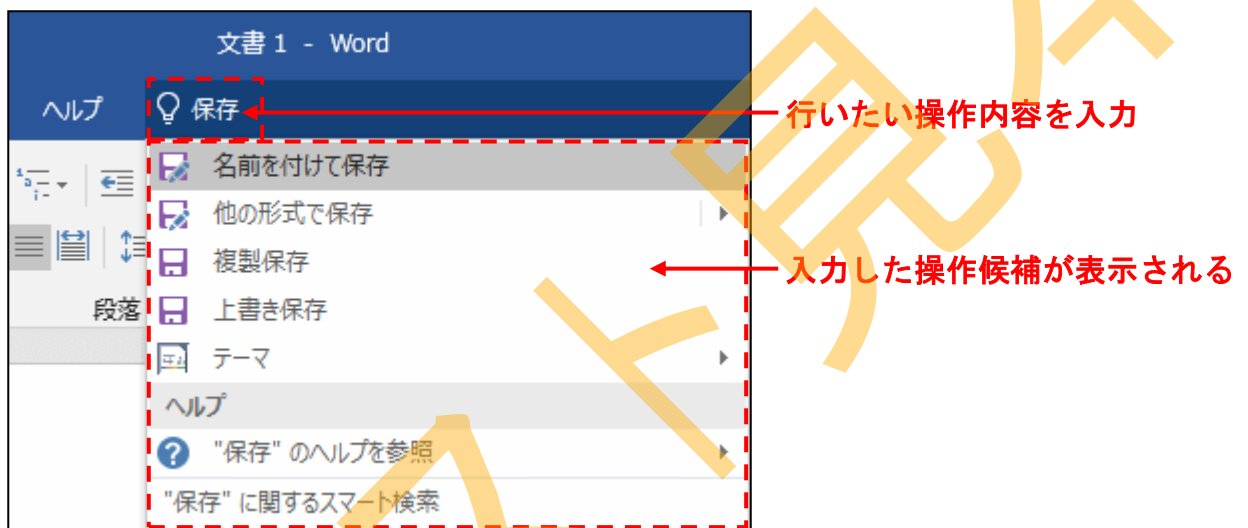 文書 1 - Word
ヘルプ
保存
行いたい操作内容を入力
名前を付けて保存
他の形式で保存
複製保存
入力した操作候補が表示される
上書き保存
段落
テーマ
ヘルプ
"保存" のヘルプを参照
"保存" に関するスマート検索
スト見本